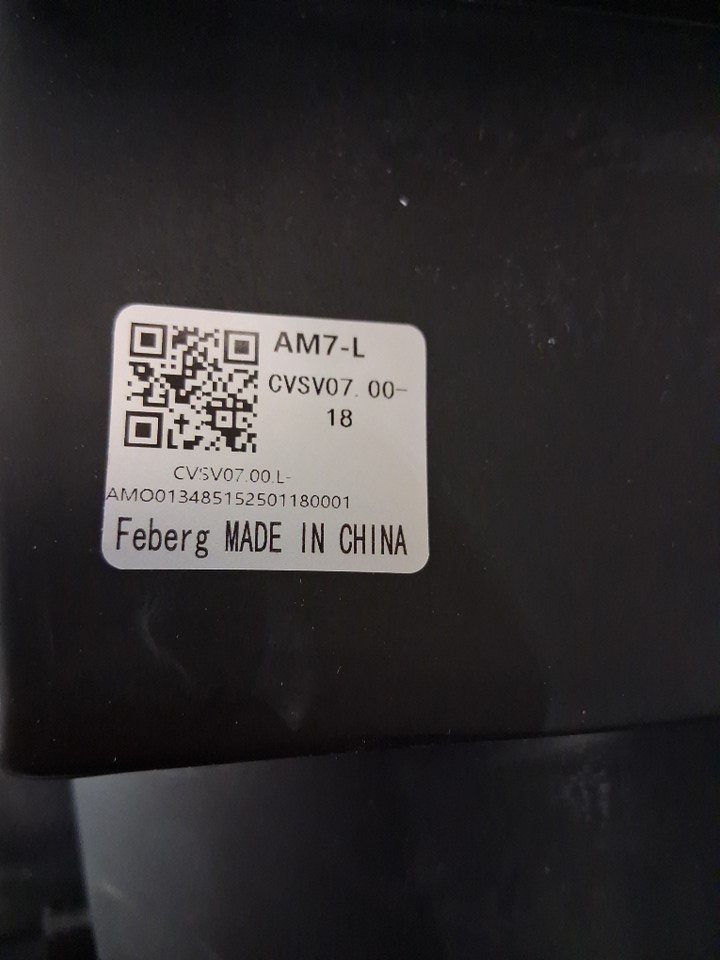 AM7-L
CVSV07.00-
18
CVSV07.00.L-
AMO013485152501180001
Feberg MADE IN CHINA